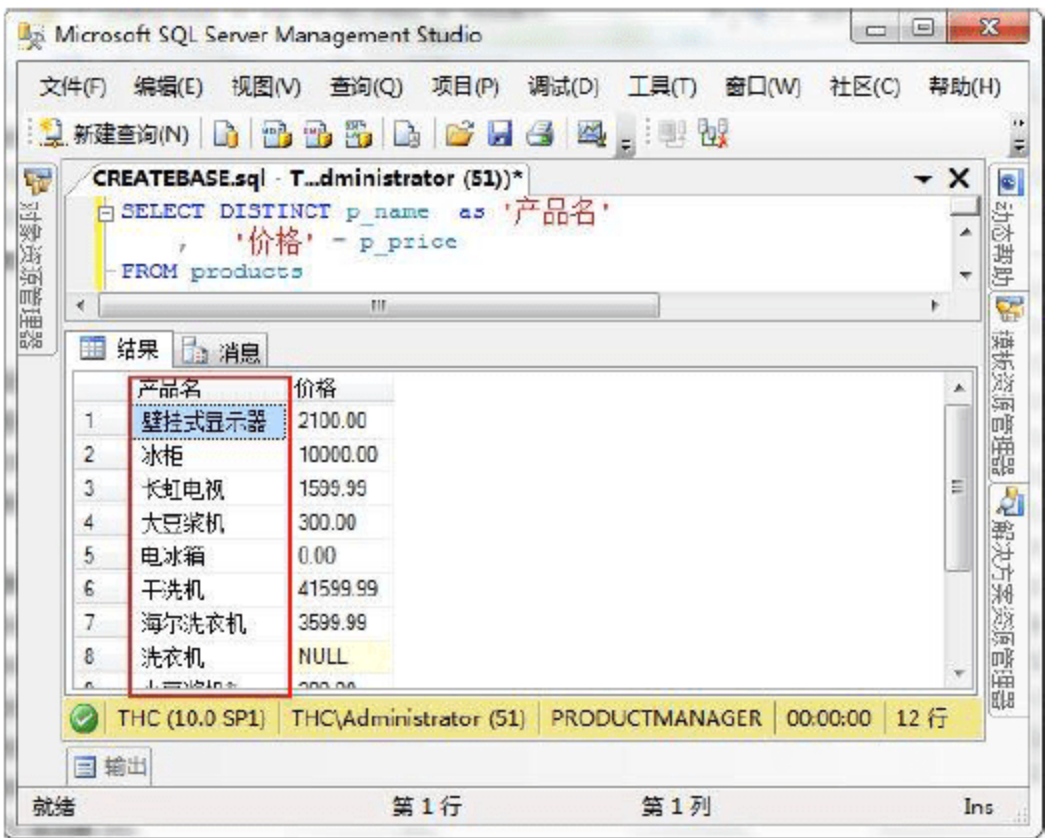 Microsoft SQL Server Management Studio
文件(F) 编辑(E) 视图(V) 查询(Q) 项目(P) 调试(D) 工具(T) 窗口(W) 社区(C) 帮助(H)
新建查询(N)
CREATEBASE.sql - T...dministrator (51))*
SELECT DISTINCT p_name as '产品名'
, '价格' = p_price
FROM products
对象资源管理器
动态帮助
模板资源管理器
解决方案资源管理器
结果 消息
产品名 价格
1 壁挂式显示器 2100.00
2 冰柜 10000.00
3 长虹电视 1599.99
4 大豆浆机 300.00
5 电冰箱 0.00
6 干洗机 41599.99
7 海尔洗衣机 3599.99
8 洗衣机 NULL
THC (10.0 SP1) THC\Administrator (51) PRODUCTMANAGER 00:00:00 12 行
输出
就绪 第 1 行 第 1 列 Ins